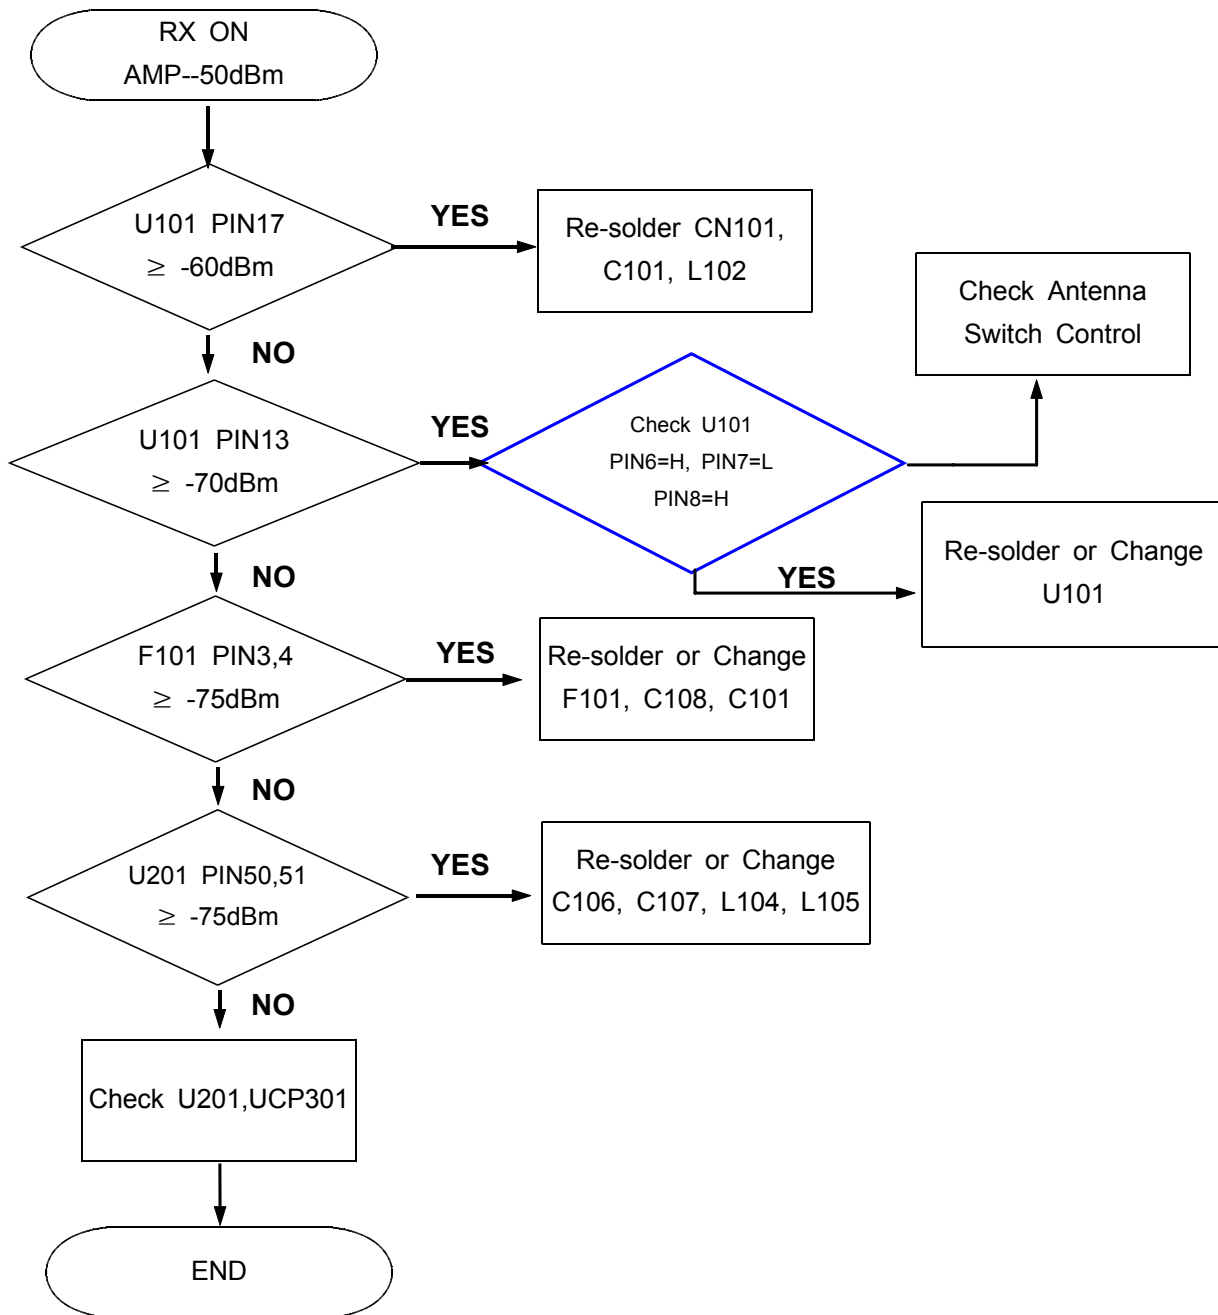 RX ON
AMP--50dBm
U101 PIN17
≥ -60dBm
YES
Re-solder CN101,
C101, L102
NO
Check Antenna
Switch Control
U101 PIN13
≥ -70dBm
YES
Check U101
PIN6=H, PIN7=L
PIN8=H
YES
Re-solder or Change
U101
NO
F101 PIN3,4
≥ -75dBm
YES
Re-solder or Change
F101, C108, C101
NO
U201 PIN50,51
≥ -75dBm
YES
Re-solder or Change
C106, C107, L104, L105
NO
Check U201,UCP301
END